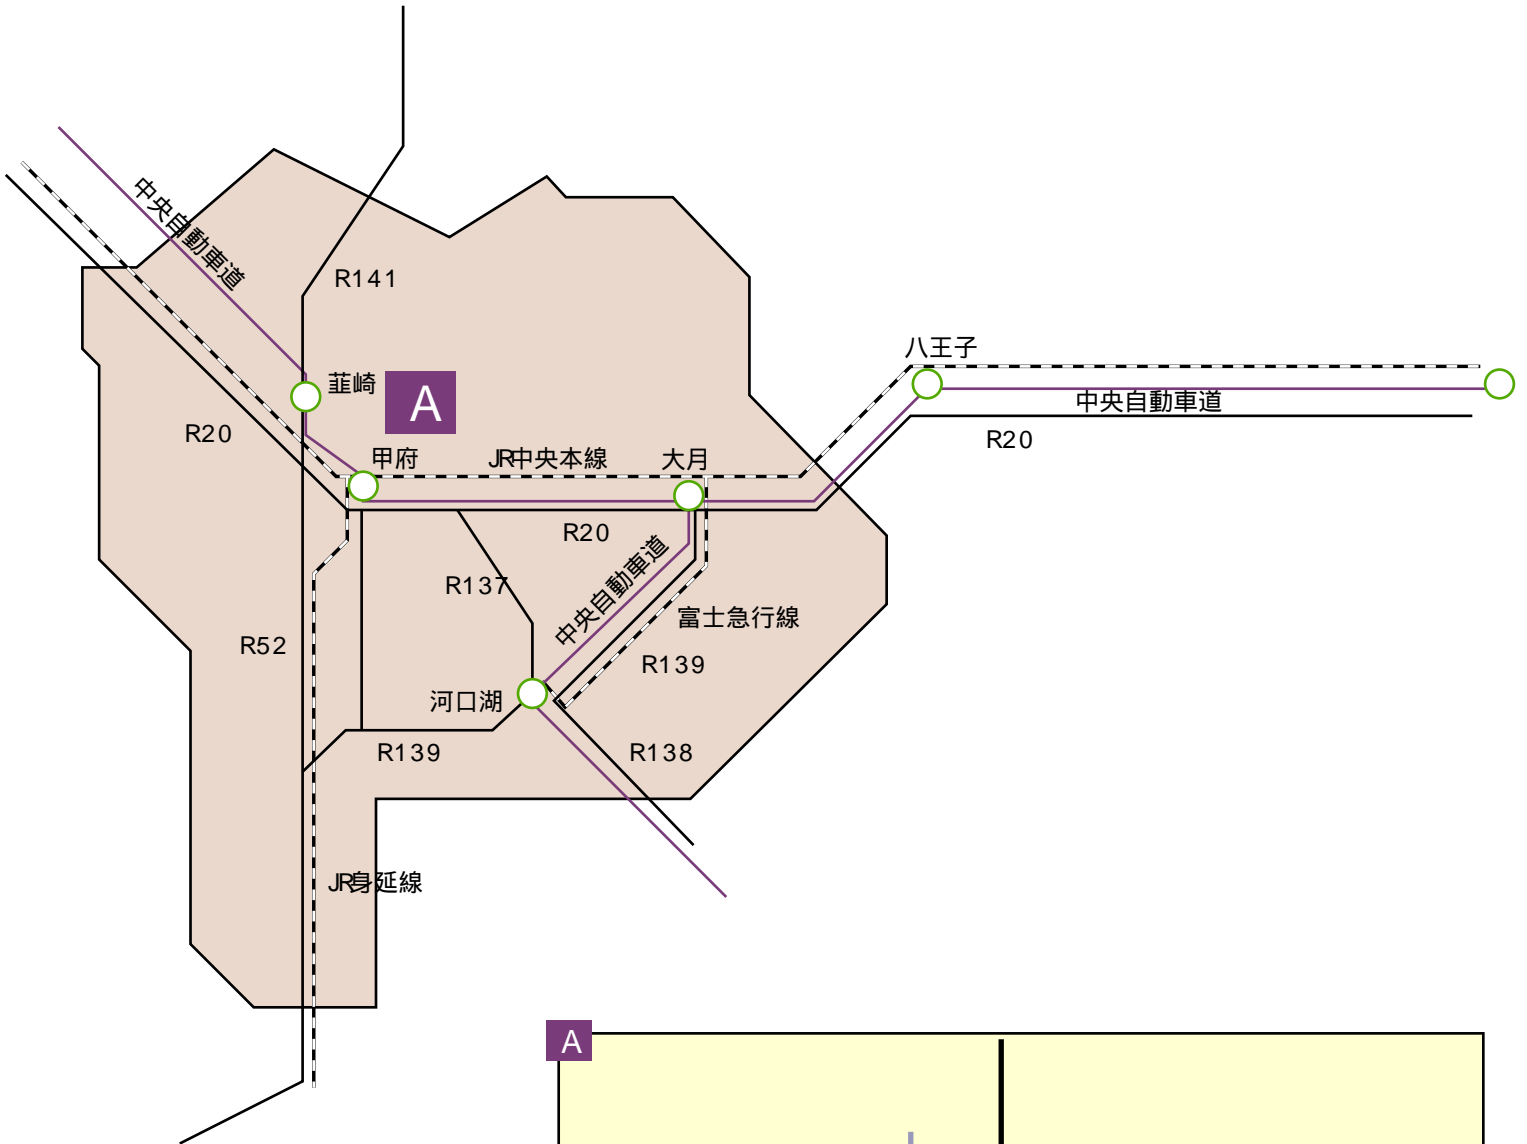 中央自動車道
R141
八王子
韮崎
A
中央自動車道
R20
R20
甲府
JR中央本線
大月
R20
中央自動車道
R137
富士急行線
R52
R139
河口湖
R139
R138
JR身延線
A